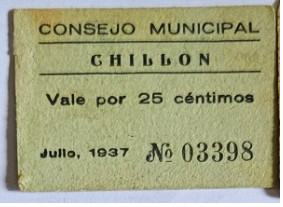 CONSEJO MUNICIPAL
CHILLON
Vale por 25 céntimos
Julio, 1937 № 03398